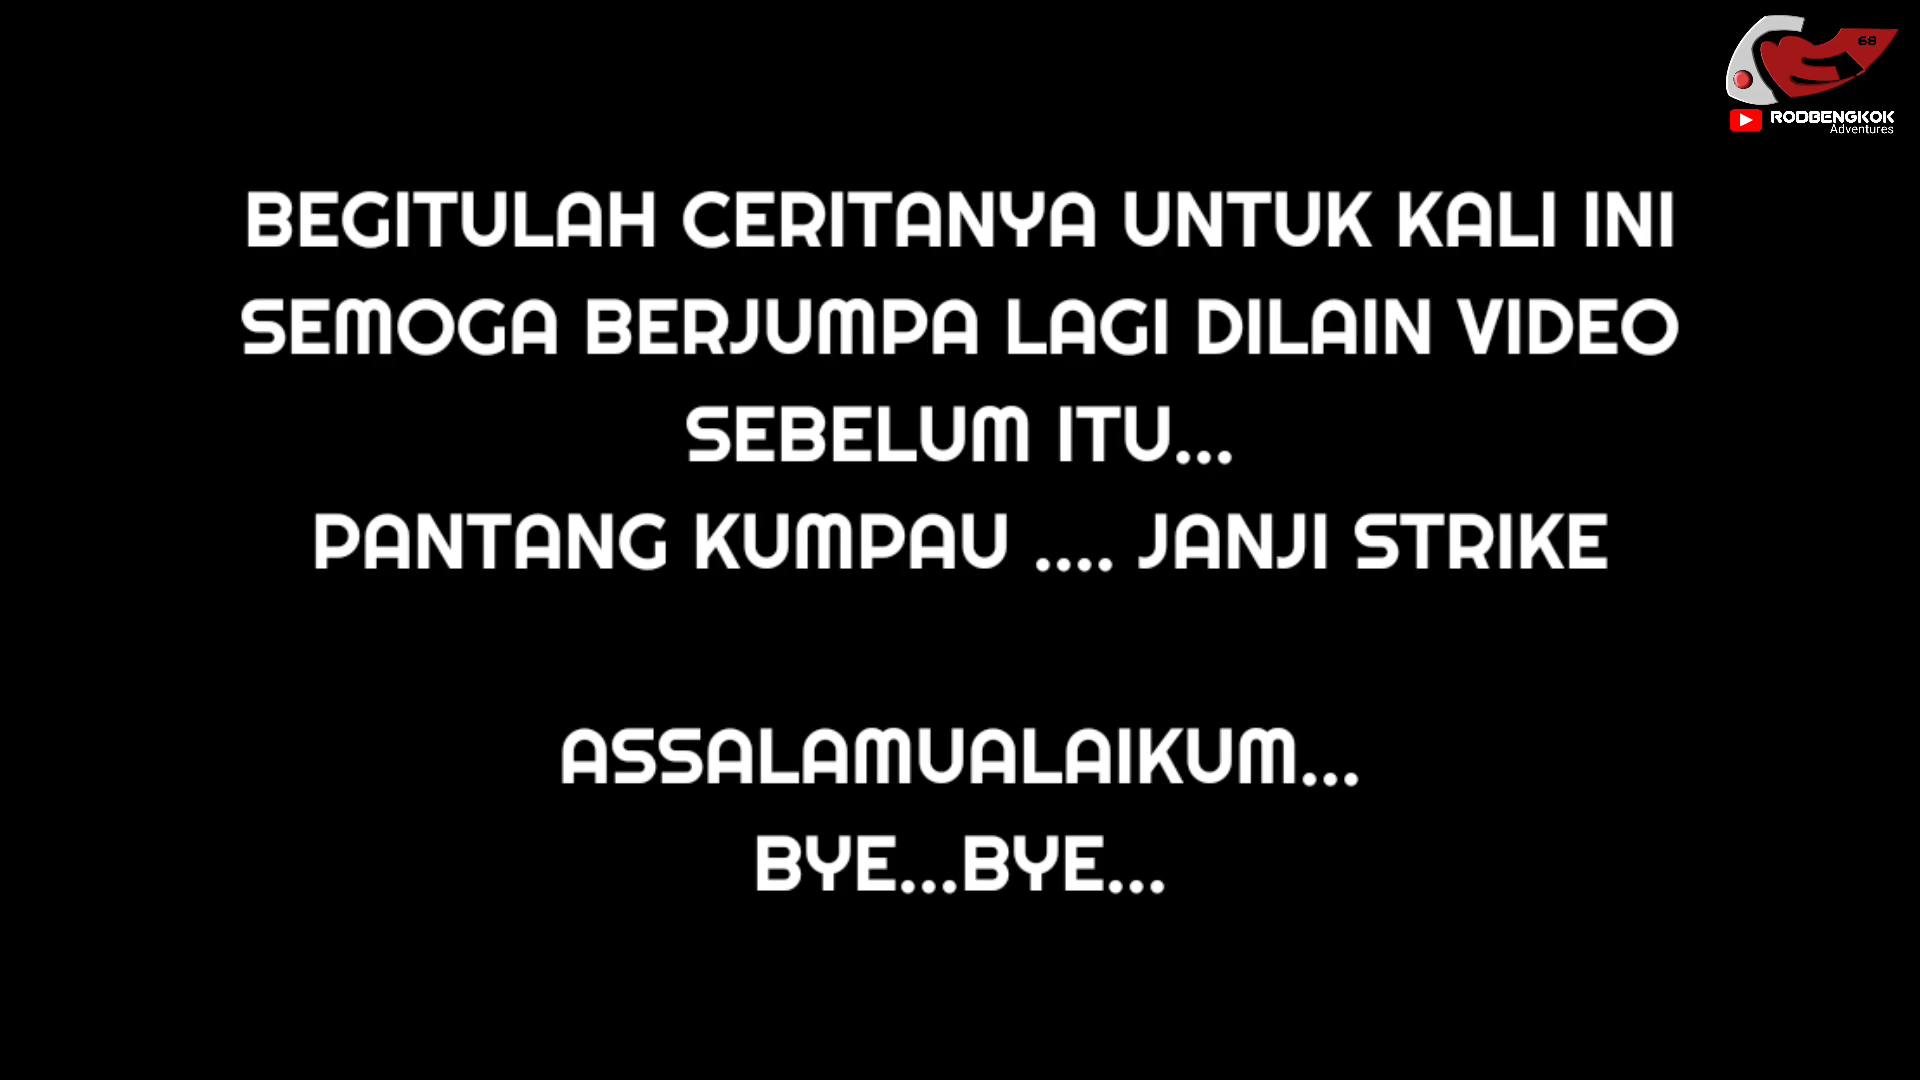 68
RODBENGKOK
Adventures
BEGITULAH CERITANYA UNTUK KALI INI
SEMOGA BERJUMPA LAGI DILAIN VIDEO
SEBELUM ITU...
PANTANG KUMPAU .... JANJI STRIKE
ASSALAMUALAIKUM...
BYE...BYE...